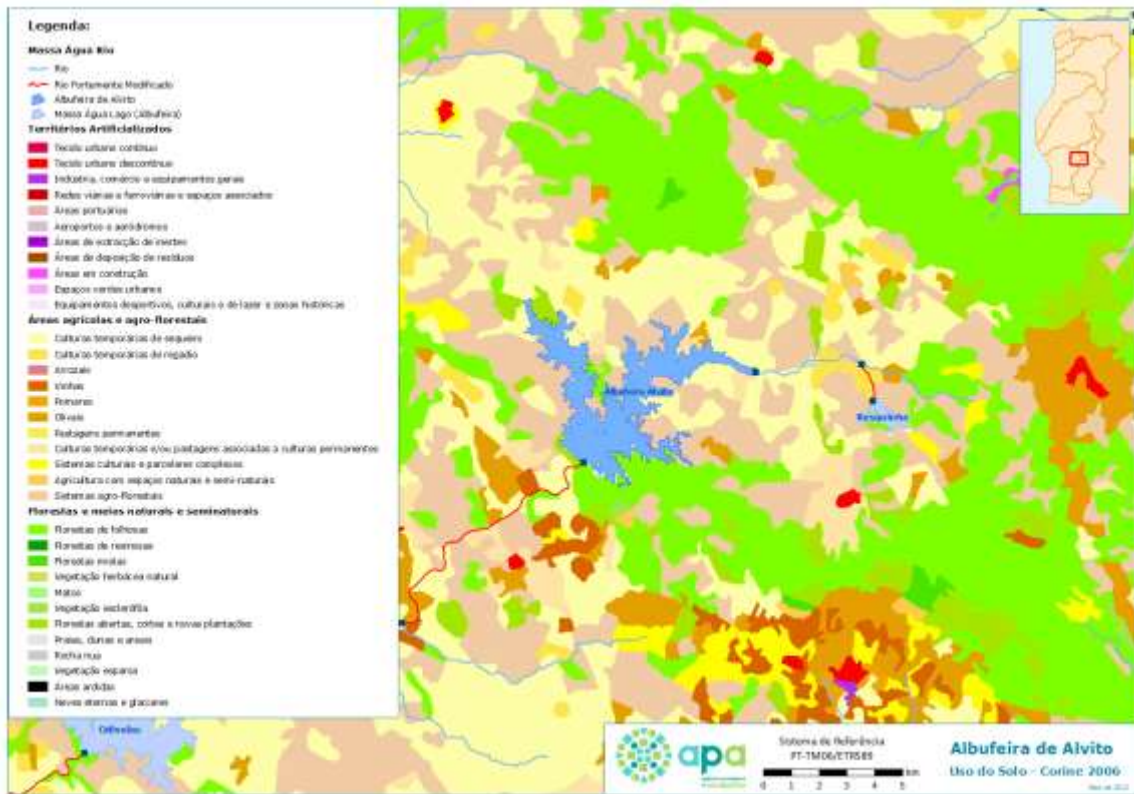 Legenda:
Massa Água Rio
Rio
Rio Fortemente Modificado
Albufeira de Alvito
Massa Água Lago (Albufeira)
Territórios Artificializados
Tecido urbano contínuo
Tecido urbano descontínuo
Indústria, comércio e equipamentos gerais
Redes viárias e ferroviárias e espaços associados
Áreas portuárias
Aeroportos e aeródromos
Áreas de extracção de inertes
Áreas de deposição de resíduos
Áreas em construção
Espaços verdes urbanos
Equipamentos desportivos, culturais e de lazer e zonas históricas
Áreas agrícolas e agro-florestais
Culturas temporárias de sequeiro
Culturas temporárias de regadio
Arrozais
Vinhas
Pomares
Olivais
Pastagens permanentes
Culturas temporárias e/ou pastagens associadas a culturas permanentes
Sistemas culturais e parcelares complexos
Agricultura com espaços naturais e semi-naturais
Sistemas agro-florestais
Florestas e meios naturais e seminaturais
Florestas de folhosas
Florestas de resinosas
Florestas mistas
Vegetação herbácea natural
Matos
Vegetação esclerófila
Florestas abertas, cortes e novas plantações
Praias, dunas e areais
Rocha nua
Vegetação esparsa
Áreas ardidas
Neves eternas e glaciares
Albufeira Alvito
Odivelas
apa
Sistema de Referência
PT-TM06/ETRS89
0 1 2 3 4 5 km
Albufeira de Alvito
Uso do Solo - Corine 2006